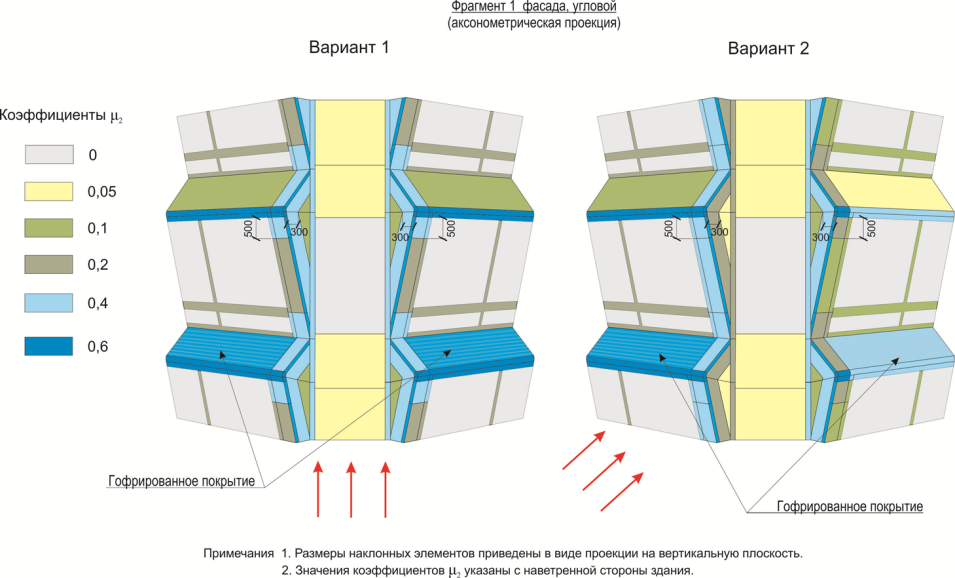 Фрагмент 1 фасада, угловой
(аксонометрическая проекция)
Вариант 1
Вариант 2
Коэффициенты μ2
0
0,05
0,1
0,2
0,4
0,6
500
300
300
500
500
300
300
500
Гофрированное покрытие
Гофрированное покрытие
Примечания 1. Размеры наклонных элементов приведены в виде проекции на вертикальную плоскость.
2. Значения коэффициентов μ2 указаны с наветренной стороны здания.